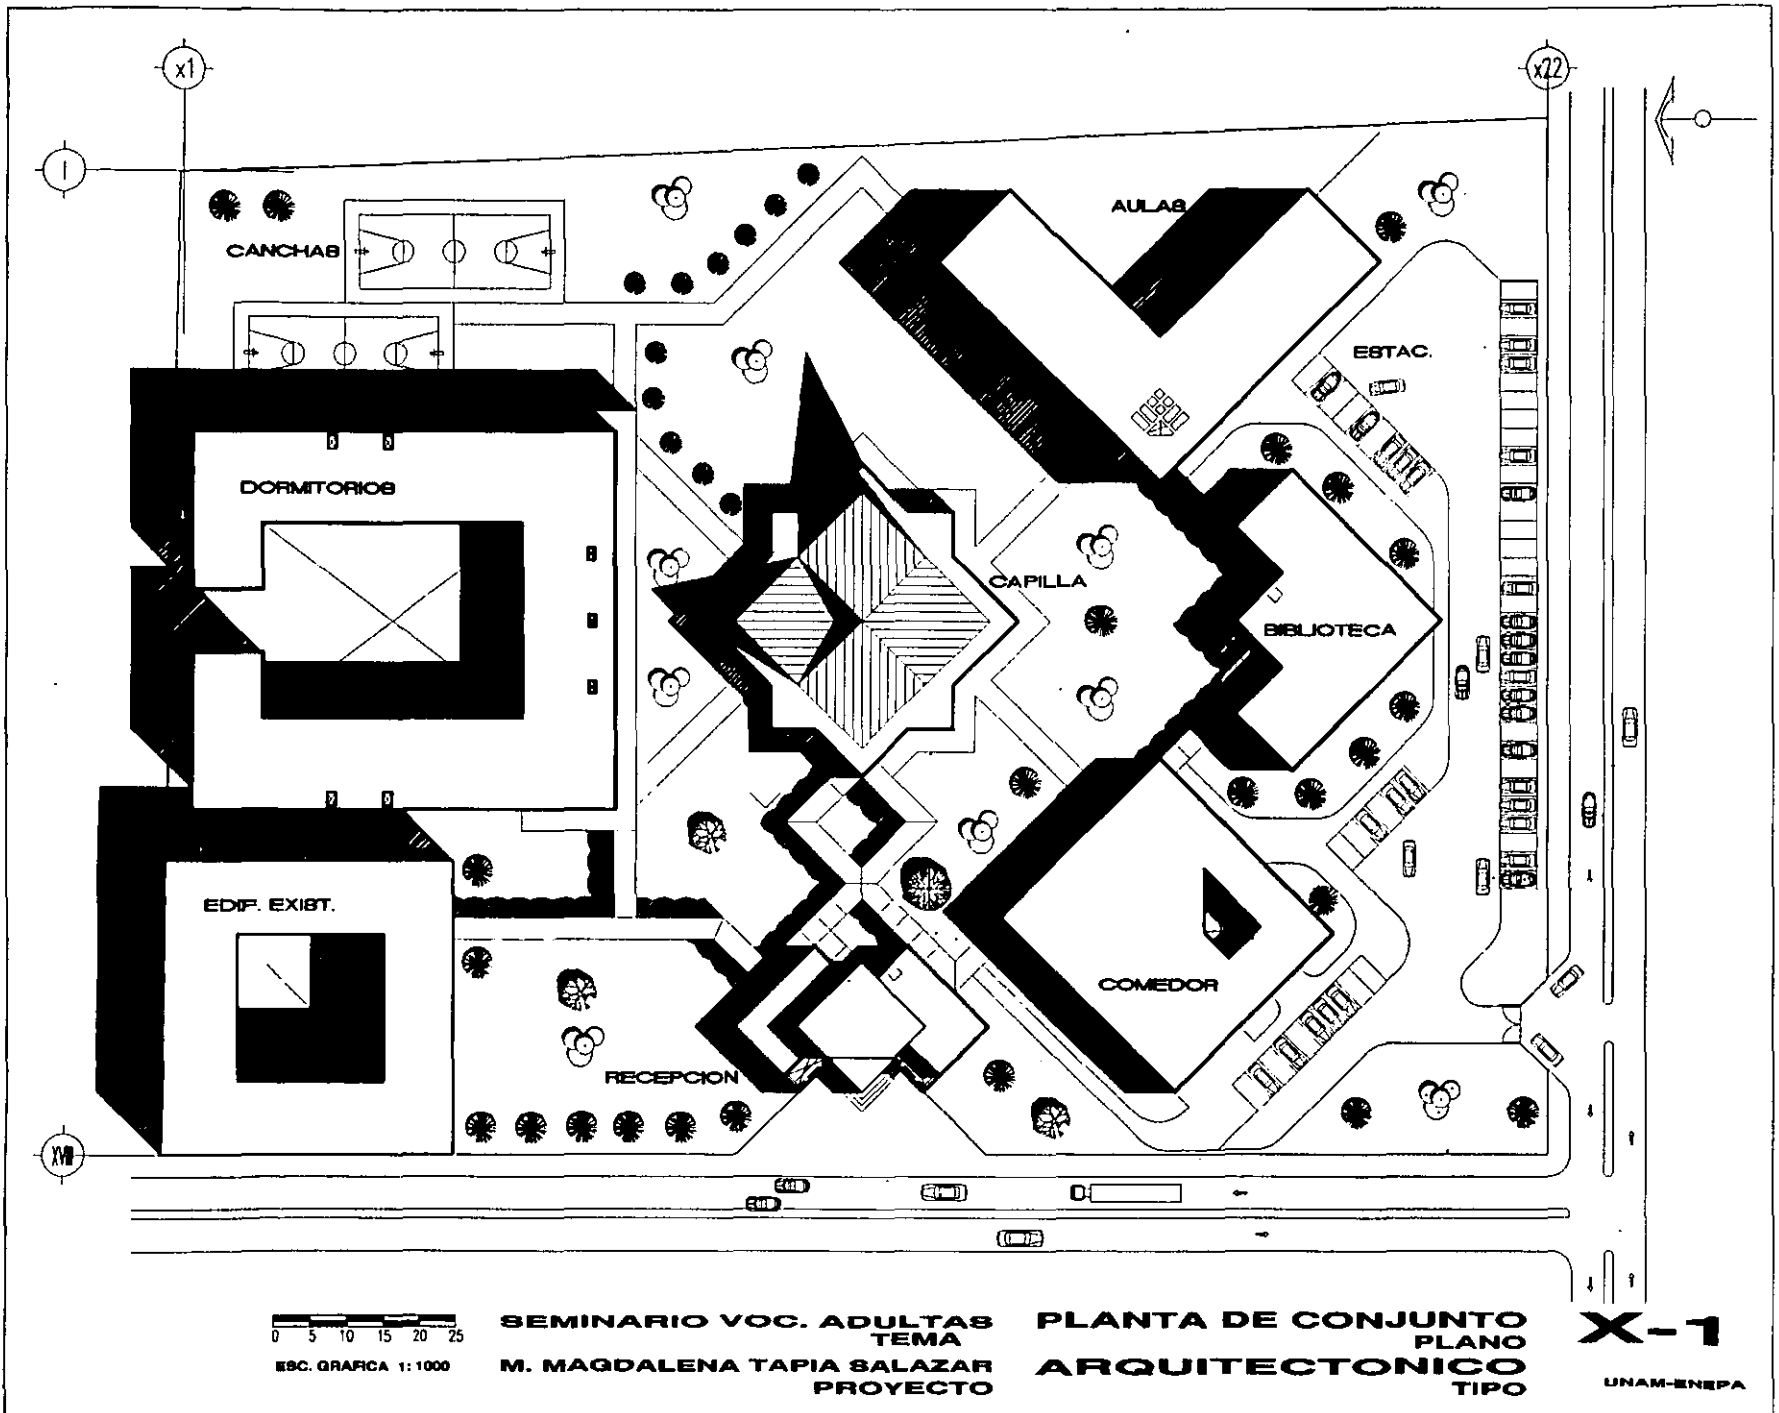 x1
x22
I
AULAS
CANCHAS
ESTAC.
DORMITORIOS
CAPILLA
BIBLIOTECA
EDIF. EXIST.
COMEDOR
RECEPCION
XVIII
0 5 10 15 20 25
ESC. GRAFICA 1:1000
SEMINARIO VOC. ADULTAS
TEMA
M. MAGDALENA TAPIA SALAZAR
PROYECTO
PLANTA DE CONJUNTO
PLANO
ARQUITECTONICO
TIPO
X-1
UNAM-ENEPA